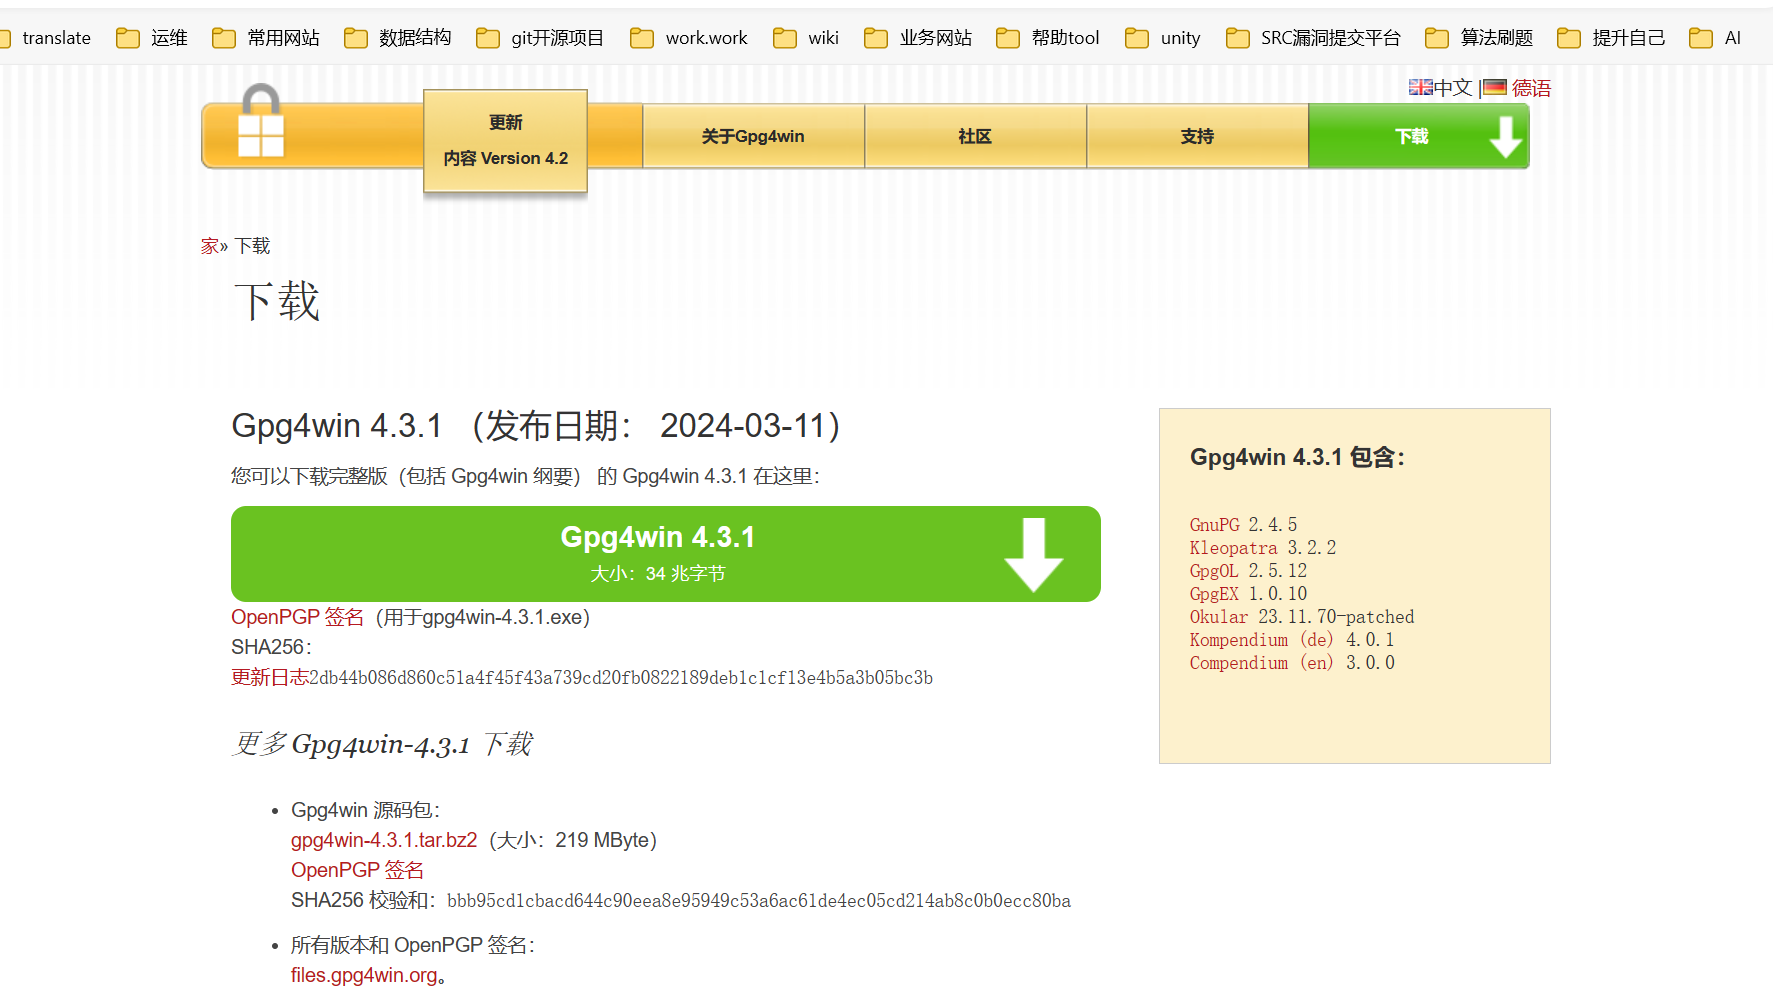 translate 运维 常用网站 数据结构 git开源项目 work.work wiki 业务网站 帮助tool unity SRC漏洞提交平台 算法刷题 提升自己 AI
中文 | 德语
更新
内容 Version 4.2
关于Gpg4win
社区
支持
下载
家» 下载
下载
Gpg4win 4.3.1 （发布日期： 2024-03-11）
您可以下载完整版（包括 Gpg4win 纲要） 的 Gpg4win 4.3.1 在这里：
Gpg4win 4.3.1
大小：34 兆字节
OpenPGP 签名（用于gpg4win-4.3.1.exe）
SHA256：
更新日志2db44b086d860c51a4f45f43a739cd20fb0822189deb1c1cf13e4b5a3b05bc3b
更多 Gpg4win-4.3.1 下载
• Gpg4win 源码包：
gpg4win-4.3.1.tar.bz2（大小：219 MByte）
OpenPGP 签名
SHA256 校验和：bbb95cd1cbacd644c90eea8e95949c53a6ac61de4ec05cd214ab8c0b0ecc80ba
• 所有版本和 OpenPGP 签名：
files.gpg4win.org。
Gpg4win 4.3.1 包含：
GnuPG 2.4.5
Kleopatra 3.2.2
GpgOL 2.5.12
GpgEX 1.0.10
Okular 23.11.70-patched
Kompendium (de) 4.0.1
Compendium (en) 3.0.0